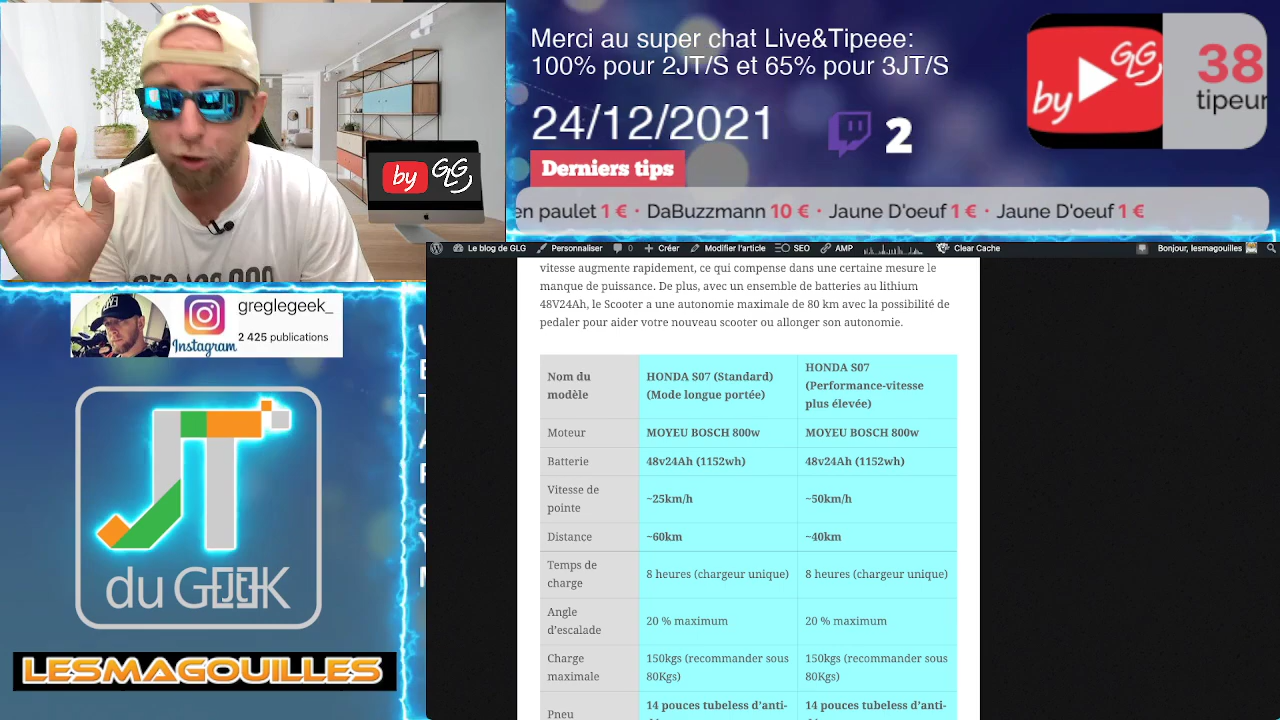 Merci au super chat Live&Tipeee:
100% pour 2JT/S et 65% pour 3JT/S
24/12/2021
2
Derniers tips
en paulet 1 € · DaBuzzmann 10 € · Jaune D'oeuf 1 € · Jaune D'oeuf 1 €
by GLG
38
tipeur
by GLG
Le blog de GLG Personnaliser 0 Créer Modifier l'article SEO AMP Clear Cache Bonjour, lesmagouilles
greglegeek_
Instagram
2 425 publications
JT
du GEEK
LESMAGOUILLES
vitesse augmente rapidement, ce qui compense dans une certaine mesure le
manque de puissance. De plus, avec un ensemble de batteries au lithium
48V24Ah, le Scooter a une autonomie maximale de 80 km avec la possibilité de
pedaler pour aider votre nouveau scooter ou allonger son autonomie.
Nom du modèle HONDA S07 (Standard) (Mode longue portée) HONDA S07 (Performance-vitesse plus élevée)
Moteur MOYEU BOSCH 800w MOYEU BOSCH 800w
Batterie 48v24Ah (1152wh) 48v24Ah (1152wh)
Vitesse de pointe ~25km/h ~50km/h
Distance ~60km ~40km
Temps de charge 8 heures (chargeur unique) 8 heures (chargeur unique)
Angle d'escalade 20 % maximum 20 % maximum
Charge maximale 150kgs (recommander sous 80Kgs) 150kgs (recommander sous 80Kgs)
Pneu 14 pouces tubeless d'anti- 14 pouces tubeless d'anti-